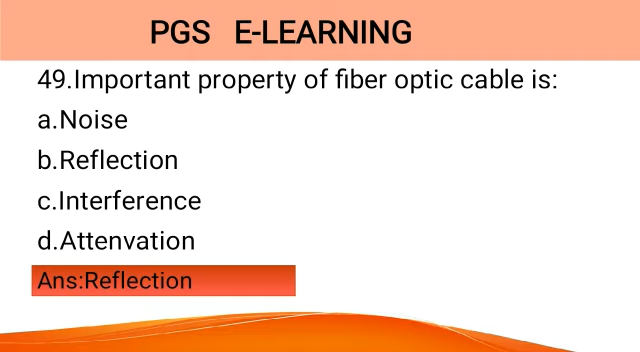 PGS E-LEARNING
49.Important property of fiber optic cable is:
a.Noise
b.Reflection
c.Interference
d.Attenvation
Ans:Reflection